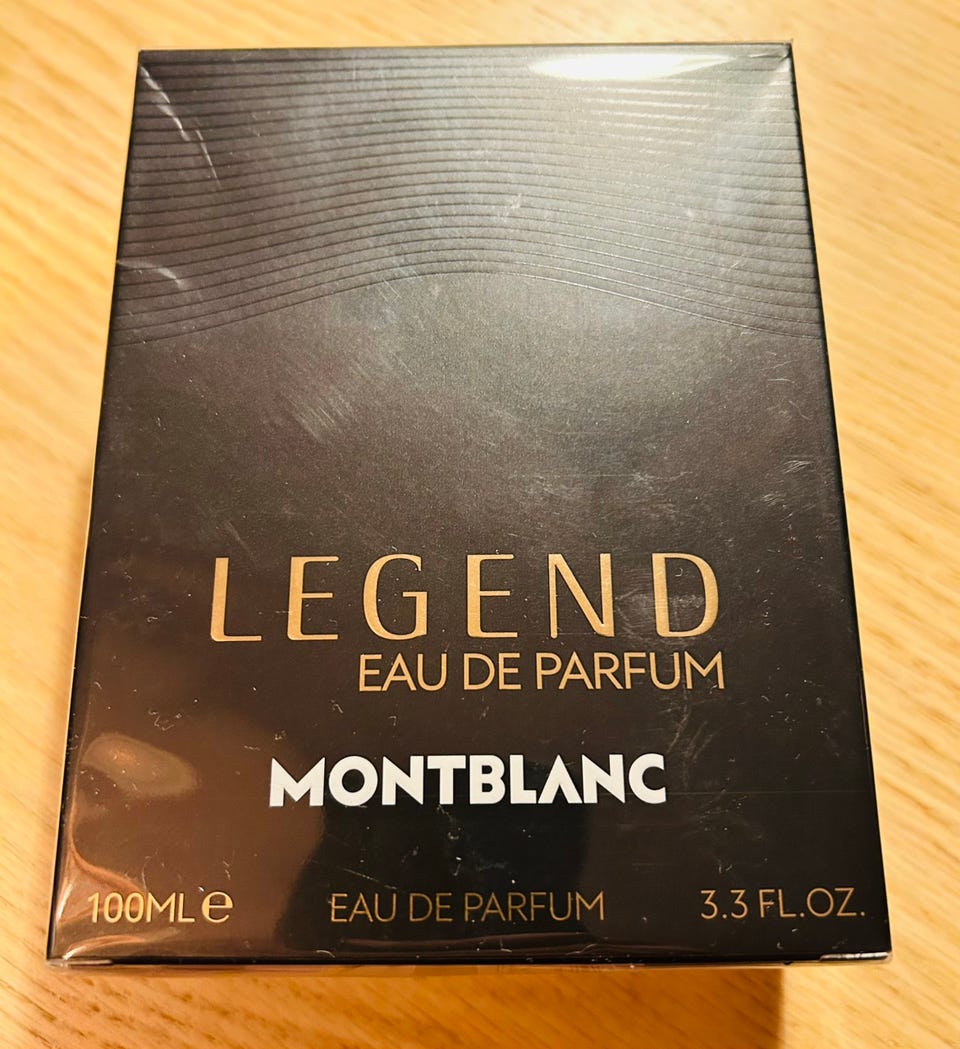 LEGEND
EAU DE PARFUM
MONTBLANC
100ML ℮ EAU DE PARFUM 3.3 FL.OZ.